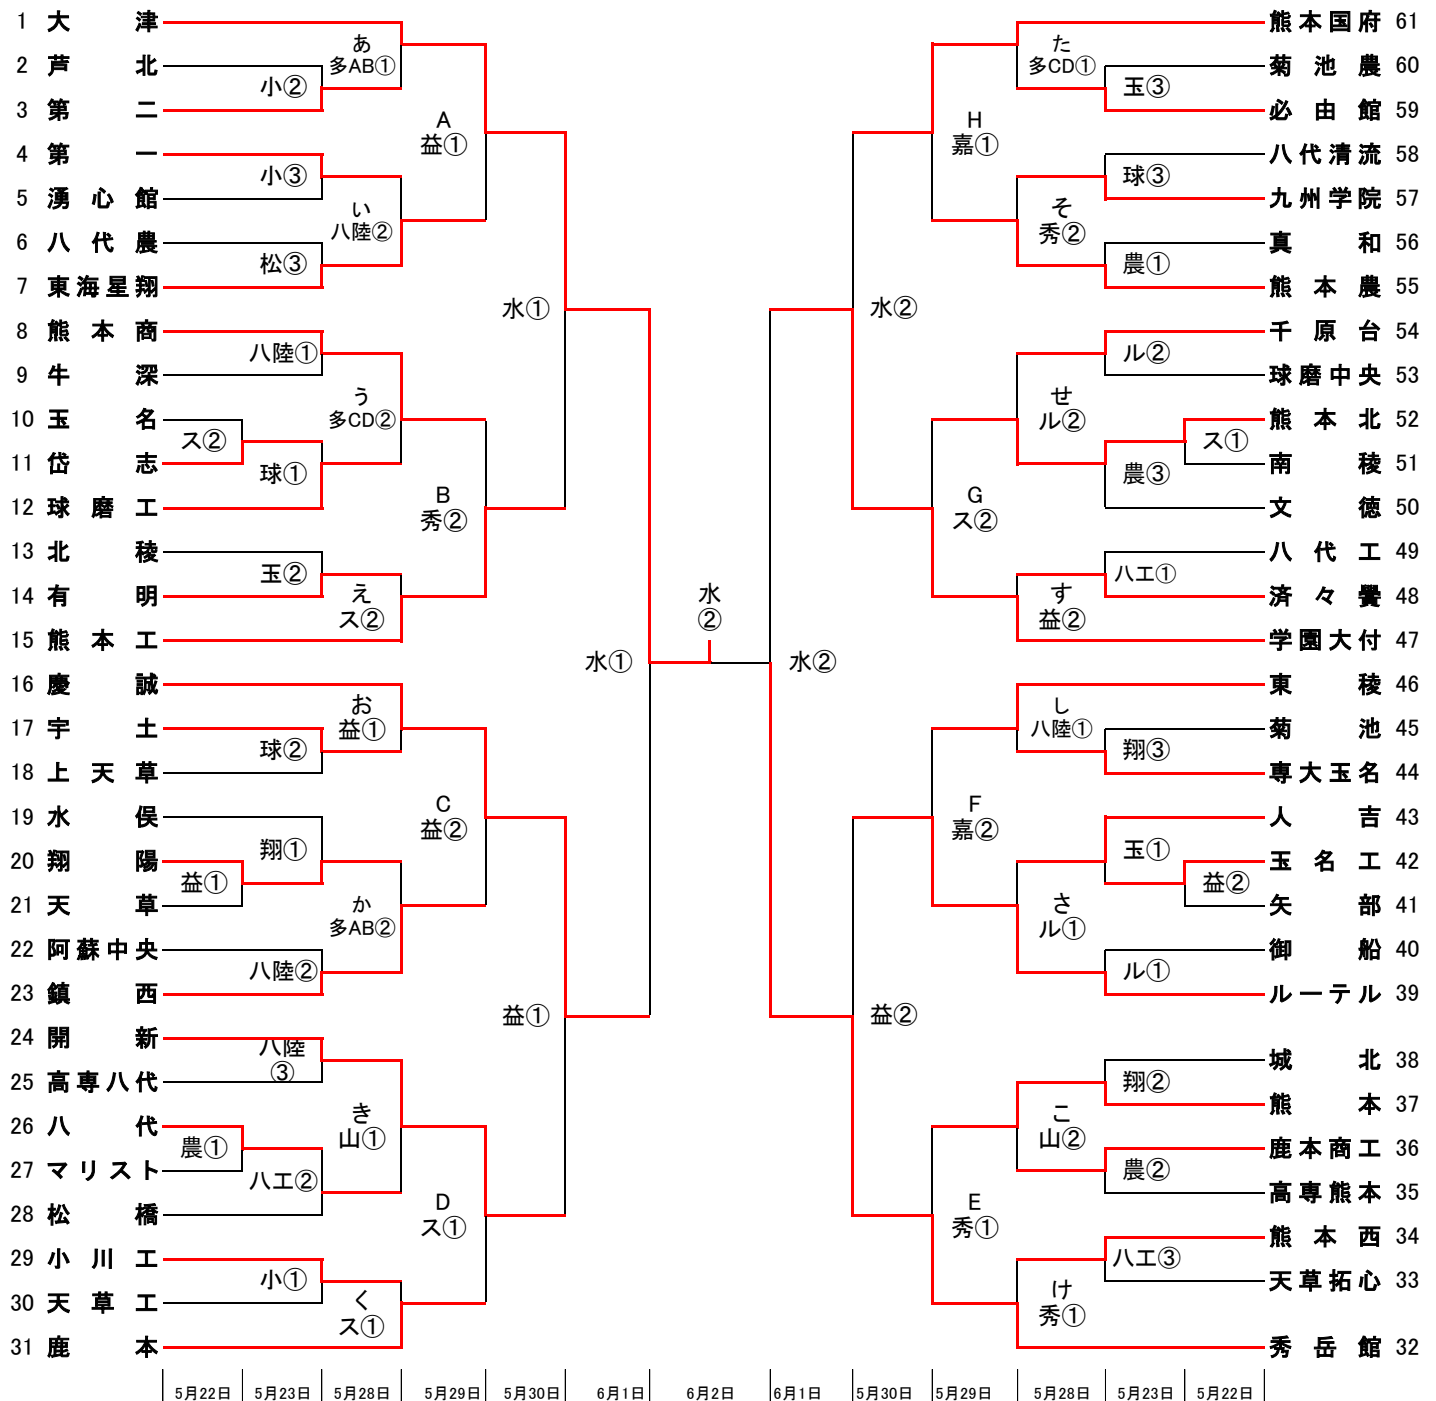 1 大津
2 芦北
3 第二
4 第一
5 湧心館
6 八代農
7 東海星翔
8 熊本商
9 牛深
10 玉名
11 岱志
12 球磨工
13 北稜
14 有明
15 熊本工
16 慶誠
17 宇土
18 上天草
19 水俣
20 翔陽
21 天草
22 阿蘇中央
23 鎮西
24 開新
25 高専八代
26 八代
27 マリスト
28 松橋
29 小川工
30 天草工
31 鹿本
ス②
益①
農①
小②
小③
松③
八陸①
球①
玉②
球②
翔①
八陸②
八陸
③
八工②
小①
あ
多AB①
い
八陸②
う
多CD②
え
ス②
お
益①
か
多AB②
き
山①
く
ス①
A
益①
B
秀②
C
益②
D
ス①
水①
益①
水①
水
②
水②
水②
益②
H
嘉①
G
ス②
F
嘉②
E
秀①
た
多CD①
そ
秀②
せ
ル②
す
益②
し
八陸①
さ
ル①
こ
山②
け
秀①
玉③
球③
農①
ル②
農③
八工①
翔③
玉①
ル①
翔②
農②
八工③
ス①
益②
熊本国府 61
菊池農 60
必由館 59
八代清流 58
九州学院 57
真和 56
熊本農 55
千原台 54
球磨中央 53
熊本北 52
南稜 51
文徳 50
八代工 49
済々黌 48
学園大付 47
東稜 46
菊池 45
専大玉名 44
人吉 43
玉名工 42
矢部 41
御船 40
ルーテル 39
城北 38
熊本 37
鹿本商工 36
高専熊本 35
熊本西 34
天草拓心 33
秀岳館 32
5月22日 5月23日 5月28日 5月29日 5月30日 6月1日 6月2日 6月1日 5月30日 5月29日 5月28日 5月23日 5月22日